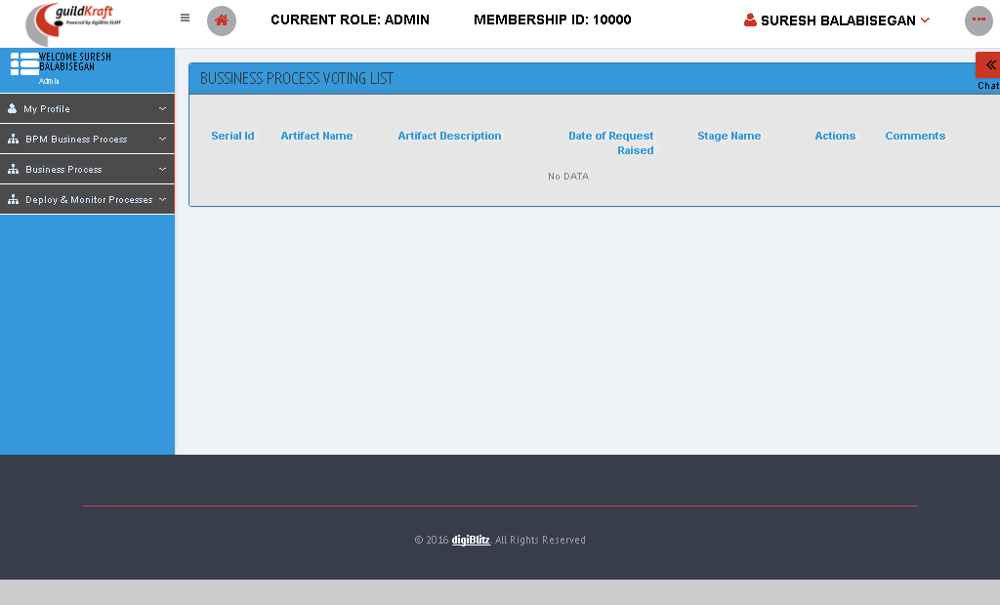 guildKraft
Powered by digiBlitz ELMT
CURRENT ROLE: ADMIN
MEMBERSHIP ID: 10000
SURESH BALABISEGAN
WELCOME SURESH
BALABISEGAN
Admin
My Profile
BPM Business Process
Business Process
Deploy & Monitor Processes
Chat
BUSSINESS PROCESS VOTING LIST
Serial Id Artifact Name Artifact Description Date of Request Stage Name Actions Comments
Raised
No DATA
© 2016 digiBlitz. All Rights Reserved